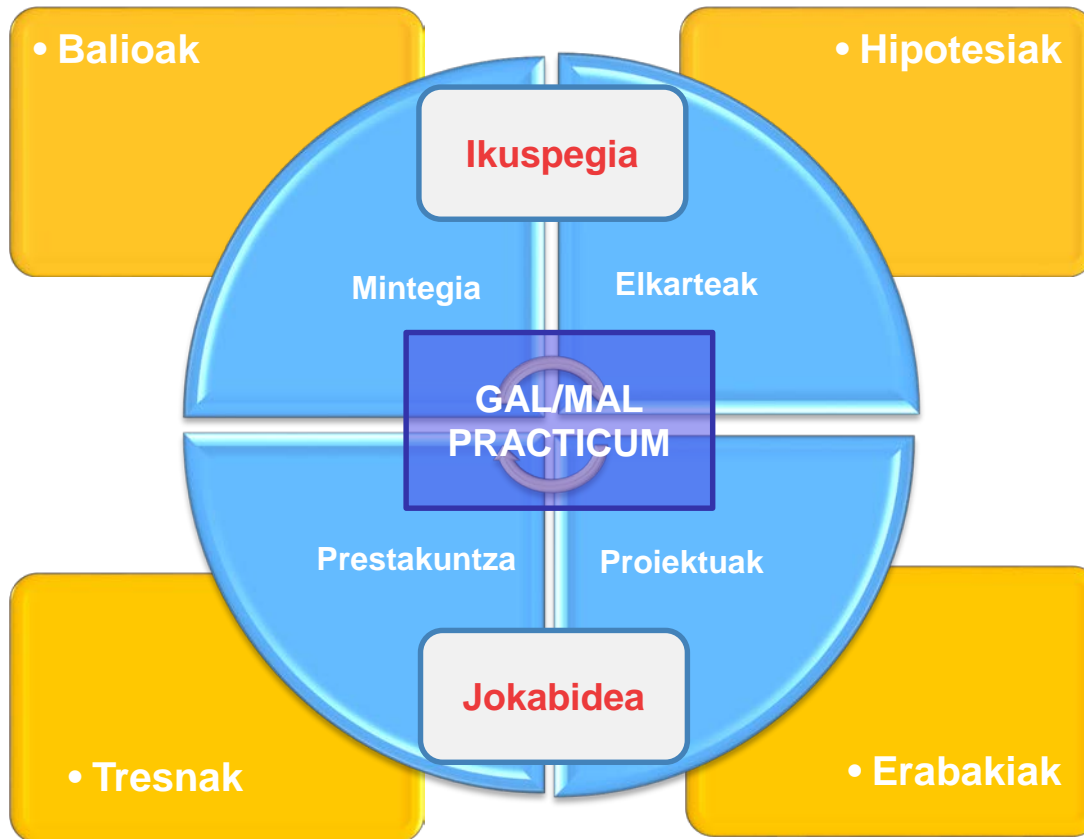 • Balioak
• Hipotesiak
Ikuspegia
Mintegia
Elkarteak
GAL/MAL
PRACTICUM
Prestakuntza
Proiektuak
Jokabidea
• Tresnak
• Erabakiak